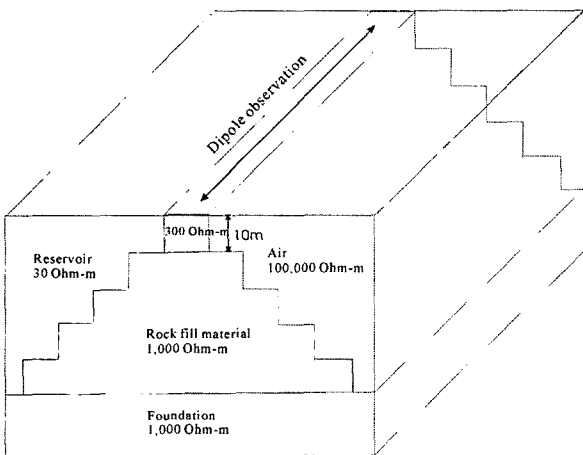 Dipole observation
300 Ohm-m
10m
Reservoir
30 Ohm-m
Air
100,000 Ohm-m
Rock fill material
1,000 Ohm-m
Foundation
1,000 Ohm-m